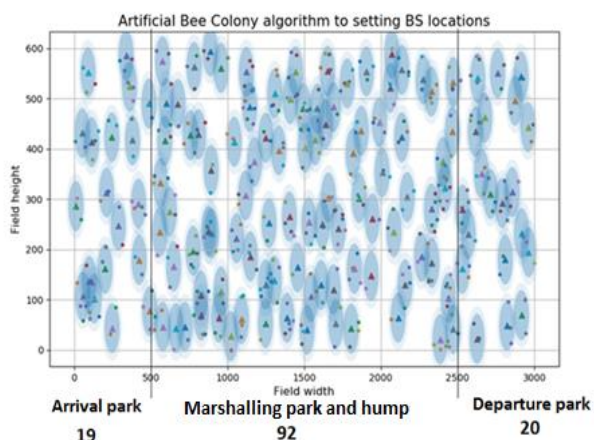 Artificial Bee Colony algorithm to setting BS locations
600
500
400
300
200
100
0
Field height
0 500 1000 1500 2000 2500 3000
Field width
Arrival park Marshalling park and hump Departure park
19 92 20